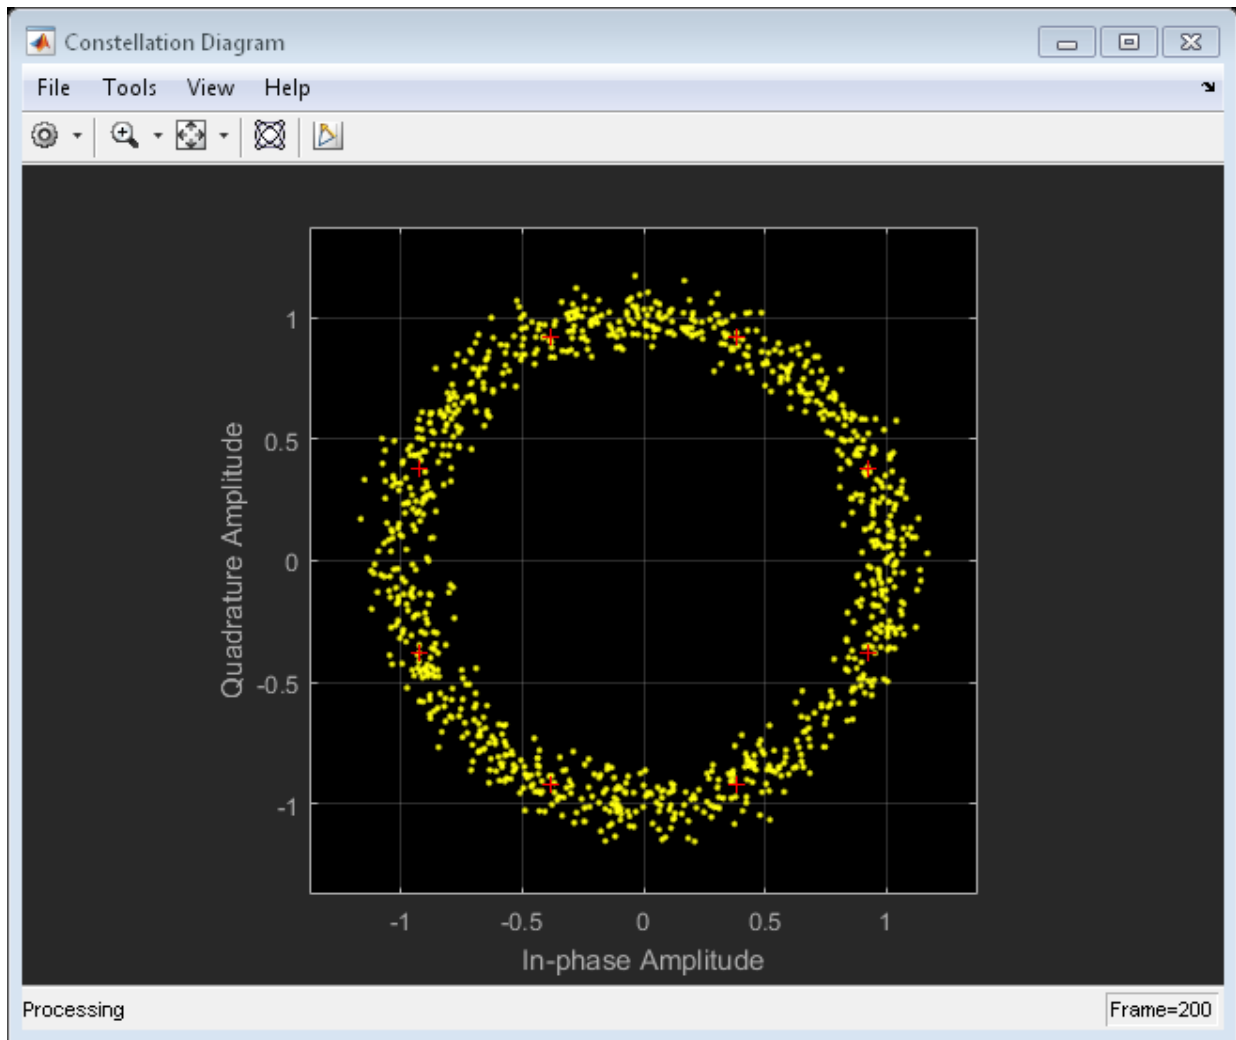 Constellation Diagram
File Tools View Help
1
0.5
0
-0.5
-1
Quadrature Amplitude
-1 -0.5 0 0.5 1
In-phase Amplitude
Processing Frame=200